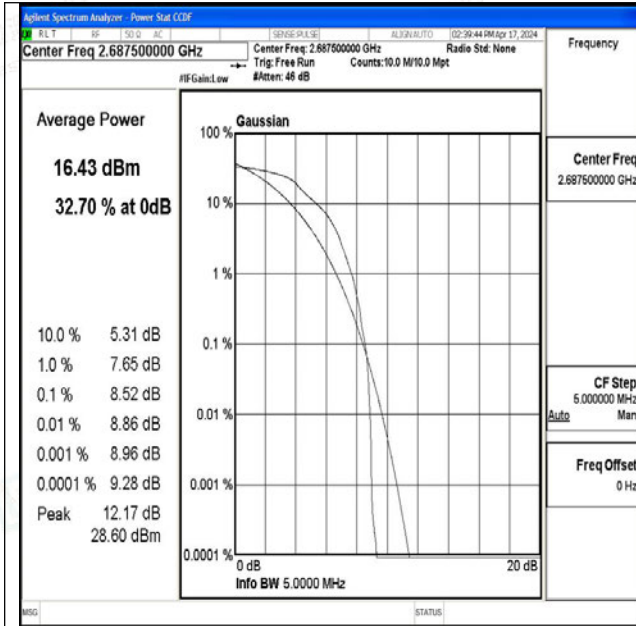 Agilent Spectrum Analyzer - Power Stat CCDF
RL T RF 50 Ω AC SENSE:PULSE ALIGNAUTO 02:39:44 PM Apr 17, 2024
Center Freq 2.687500000 GHz
Center Freq: 2.687500000 GHz Radio Std: None
Trig: Free Run Counts:10.0 M/10.0 Mpt
#IFGain:Low #Atten: 46 dB
Frequency
Average Power
16.43 dBm
32.70 % at 0dB
10.0 % 5.31 dB
1.0 % 7.65 dB
0.1 % 8.52 dB
0.01 % 8.86 dB
0.001 % 8.96 dB
0.0001 % 9.28 dB
Peak 12.17 dB
28.60 dBm
Gaussian
100 %
10 %
1 %
0.1 %
0.01 %
0.001 %
0.0001 %
0 dB 20 dB
Info BW 5.0000 MHz
Center Freq
2.687500000 GHz
CF Step
5.000000 MHz
Auto Man
Freq Offset
0 Hz
MSG STATUS